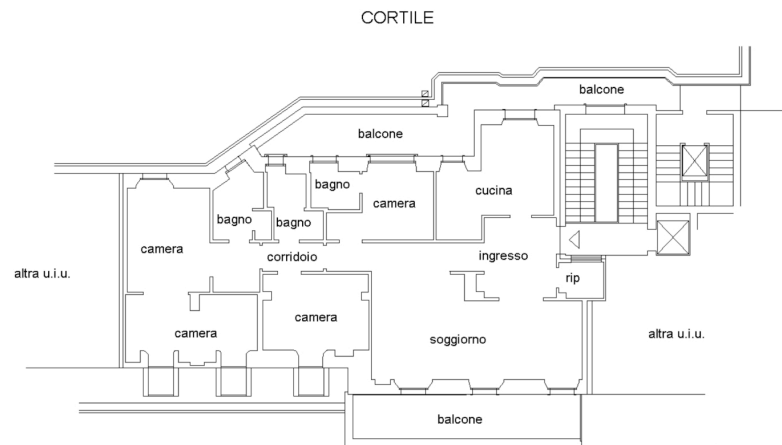 CORTILE
balcone
balcone
bagno
cucina
camera
bagno
bagno
camera
corridoio
ingresso
altra u.i.u.
rip
camera
camera
soggiorno
altra u.i.u.
balcone